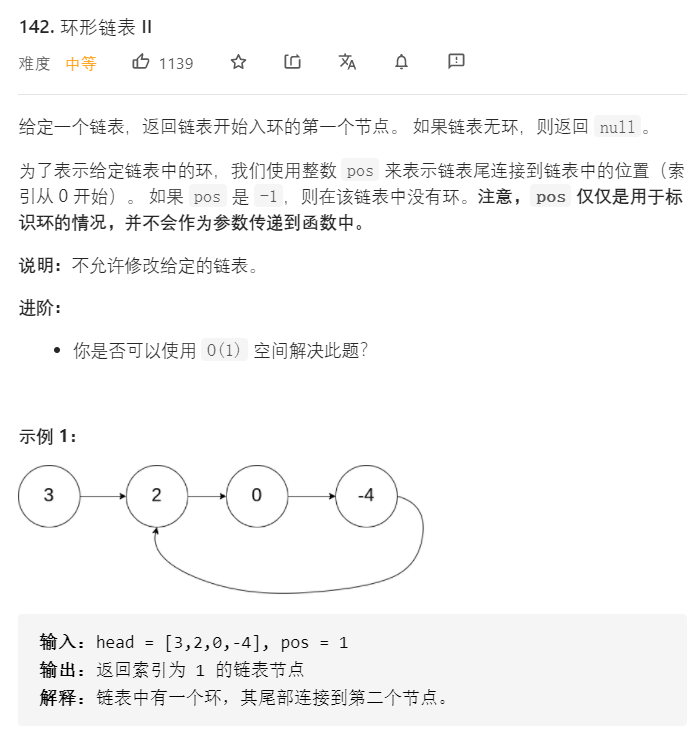 142. 环形链表 II
难度 中等 1139
给定一个链表，返回链表开始入环的第一个节点。 如果链表无环，则返回 null 。
为了表示给定链表中的环，我们使用整数 pos 来表示链表尾连接到链表中的位置（索
引从 0 开始）。 如果 pos 是 -1，则在该链表中没有环。注意，pos 仅仅是用于标
识环的情况，并不会作为参数传递到函数中。
说明：不允许修改给定的链表。
进阶：
• 你是否可以使用 O(1) 空间解决此题？
示例 1：
3 2 0 -4
输入：head = [3,2,0,-4], pos = 1
输出：返回索引为 1 的链表节点
解释：链表中有一个环，其尾部连接到第二个节点。